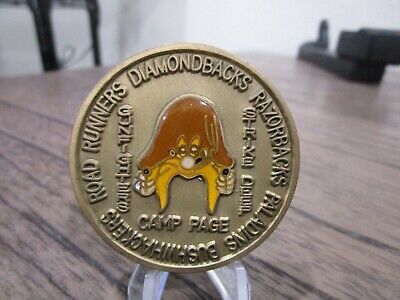 ROAD RUNNERS DIAMONDBACKS RAZORBACKS PALADINS BUSHWHACKERS
CAMP PAGE